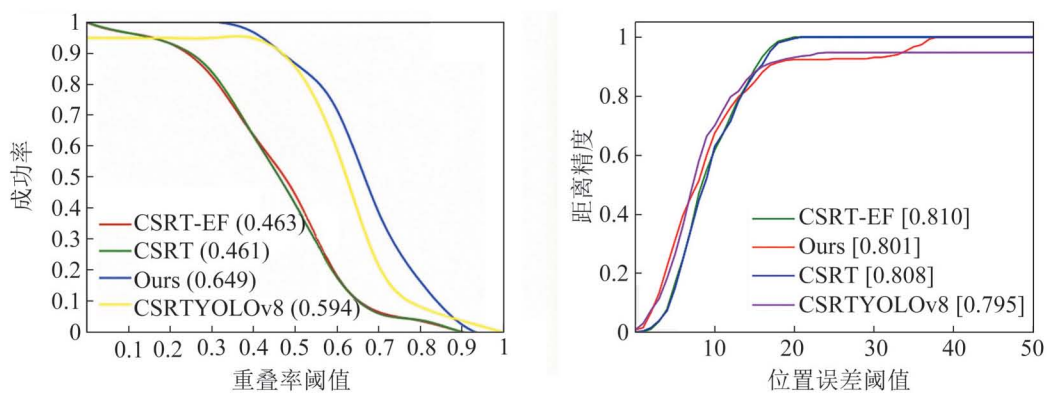 1
0.9
0.8
0.7
0.6
0.5
0.4
0.3
0.2
0.1
0
成功率
CSRT-EF (0.463)
CSRT (0.461)
Ours (0.649)
CSRTYOLOv8 (0.594)
0.1 0.2 0.3 0.4 0.5 0.6 0.7 0.8 0.9 1
重叠率阈值
1
0.8
0.6
0.4
0.2
0
距离精度
CSRT-EF [0.810]
Ours [0.801]
CSRT [0.808]
CSRTYOLOv8 [0.795]
10 20 30 40 50
位置误差阈值